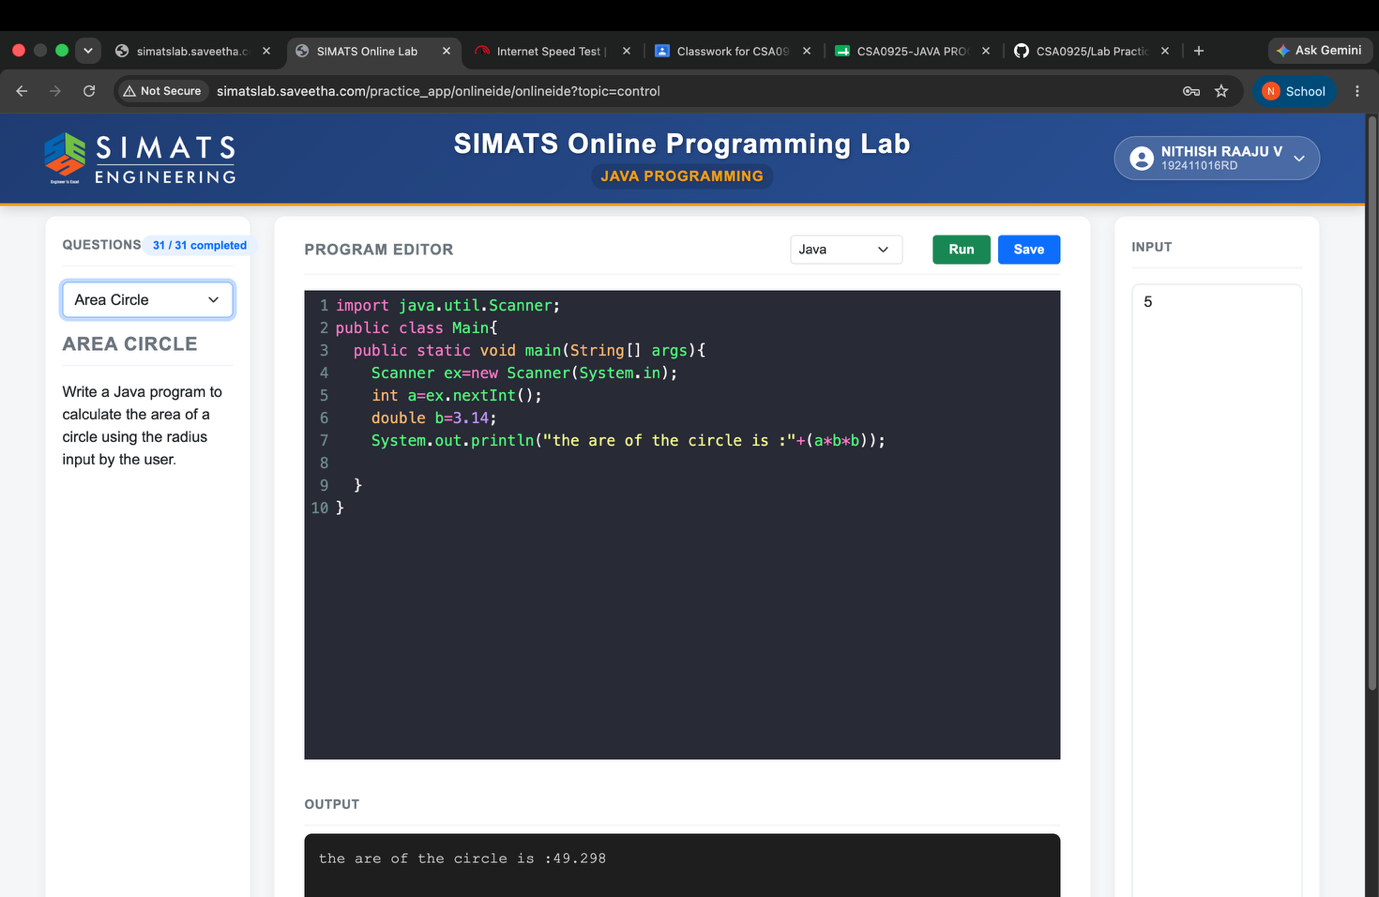 simatslab.saveetha.c
SIMATS Online Lab
Internet Speed Test |
Classwork for CSA09
CSA0925-JAVA PRO
CSA0925/Lab Practic
Ask Gemini
Not Secure
simatslab.saveetha.com/practice_app/onlineide/onlineide?topic=control
N School
SIMATS
ENGINEERING
SIMATS Online Programming Lab
JAVA PROGRAMMING
NITHISH RAAJU V
192411016RD
QUESTIONS 31 / 31 completed
Area Circle
AREA CIRCLE
Write a Java program to
calculate the area of a
circle using the radius
input by the user.
PROGRAM EDITOR
Java
Run
Save
1 import java.util.Scanner;
2 public class Main{
3 public static void main(String[] args){
4 Scanner ex=new Scanner(System.in);
5 int a=ex.nextInt();
6 double b=3.14;
7 System.out.println("the are of the circle is :"+(a*b*b));
8
9 }
10 }
OUTPUT
the are of the circle is :49.298
INPUT
5